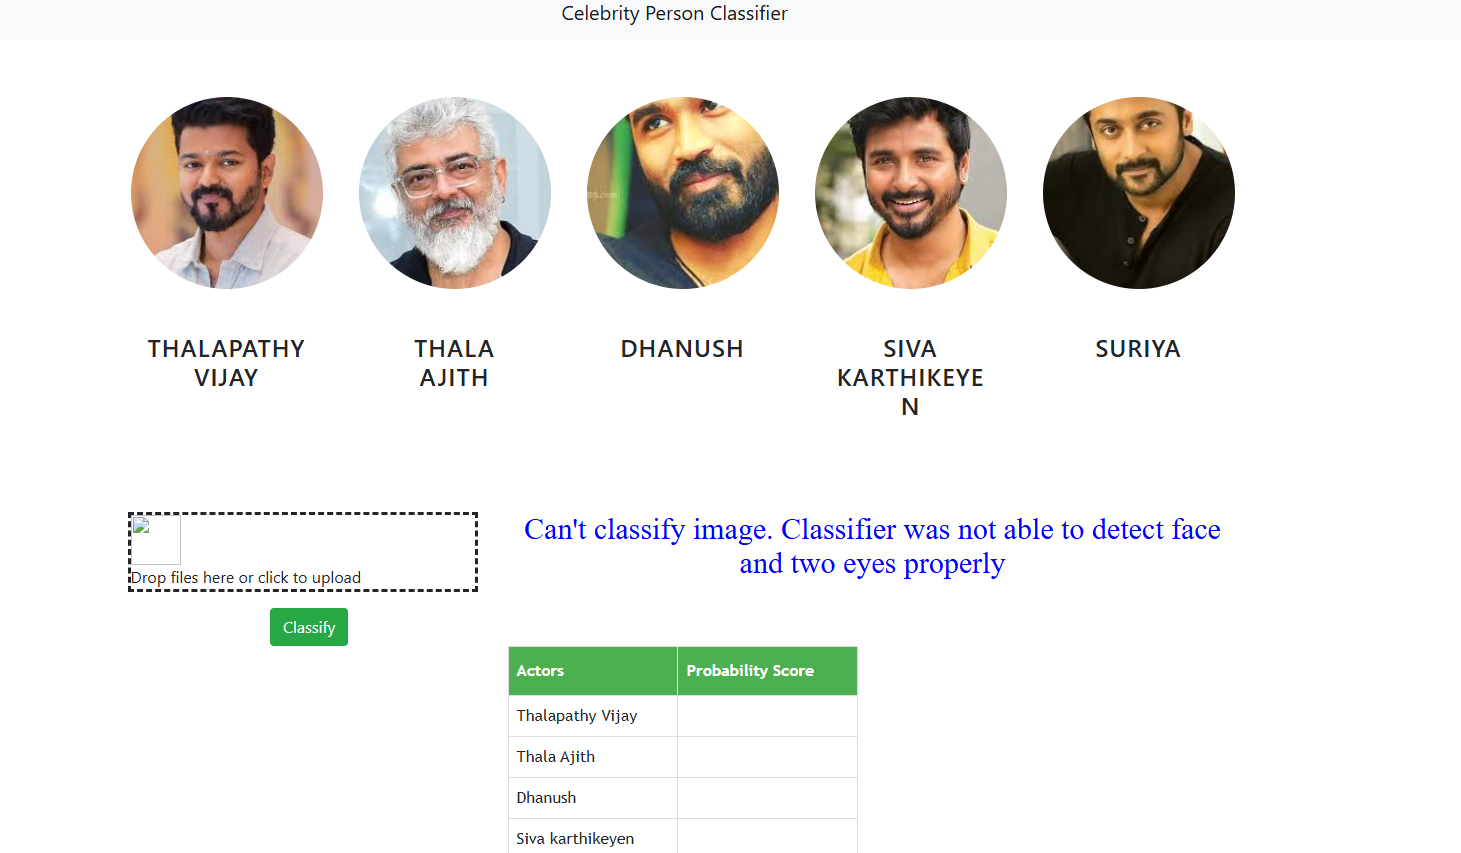 Celebrity Person Classifier
THALAPATHY
VIJAY
THALA
AJITH
DHANUSH
SIVA
KARTHIKEYE
N
SURIYA
Drop files here or click to upload
Classify
Can't classify image. Classifier was not able to detect face
and two eyes properly
Actors Probability Score
Thalapathy Vijay
Thala Ajith
Dhanush
Siva karthikeyen